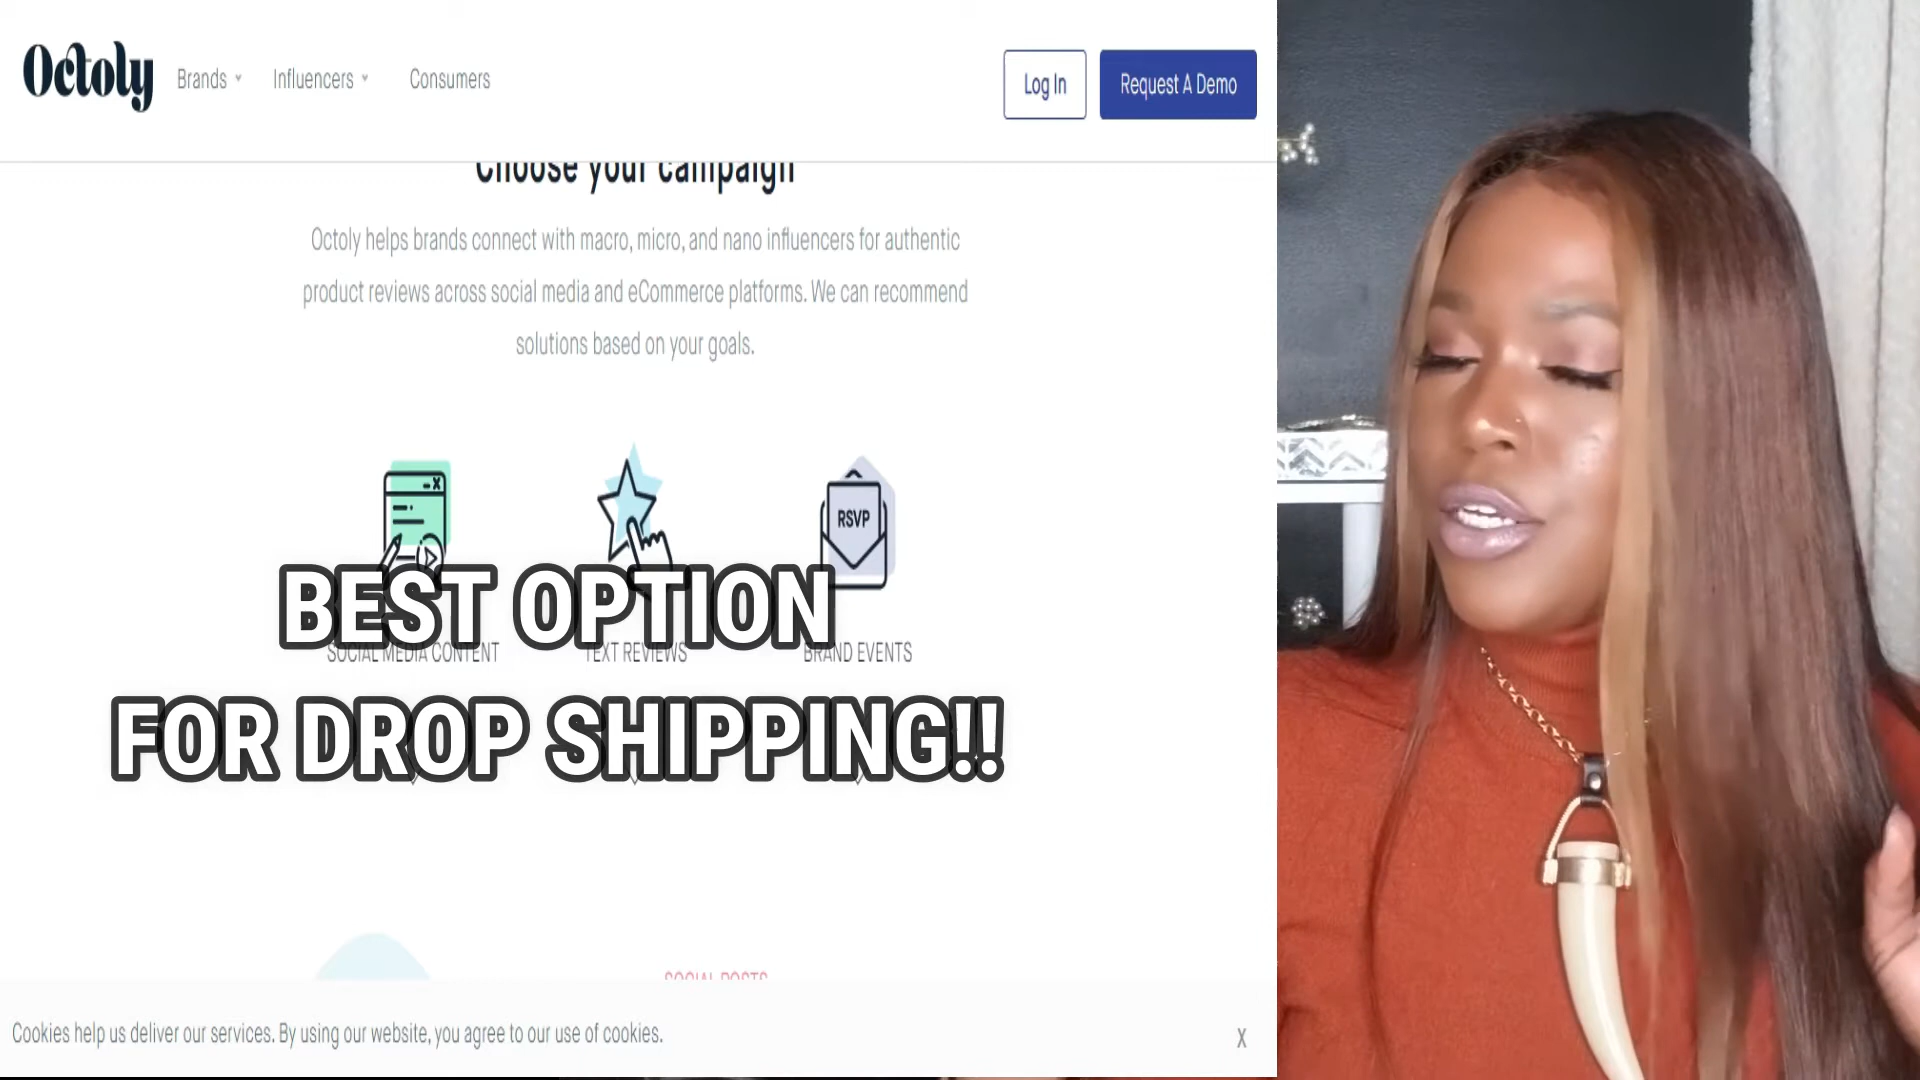 Octoly
Brands
Influencers
Consumers
Log In
Request A Demo
Choose your campaign
Octoly helps brands connect with macro, micro, and nano influencers for authentic
product reviews across social media and eCommerce platforms. We can recommend
solutions based on your goals.
RSVP
BEST OPTION
SOCIAL MEDIA CONTENT
TEXT REVIEWS
BRAND EVENTS
FOR DROP SHIPPING!!
SOCIAL POSTS
Cookies help us deliver our services. By using our website, you agree to our use of cookies.
X